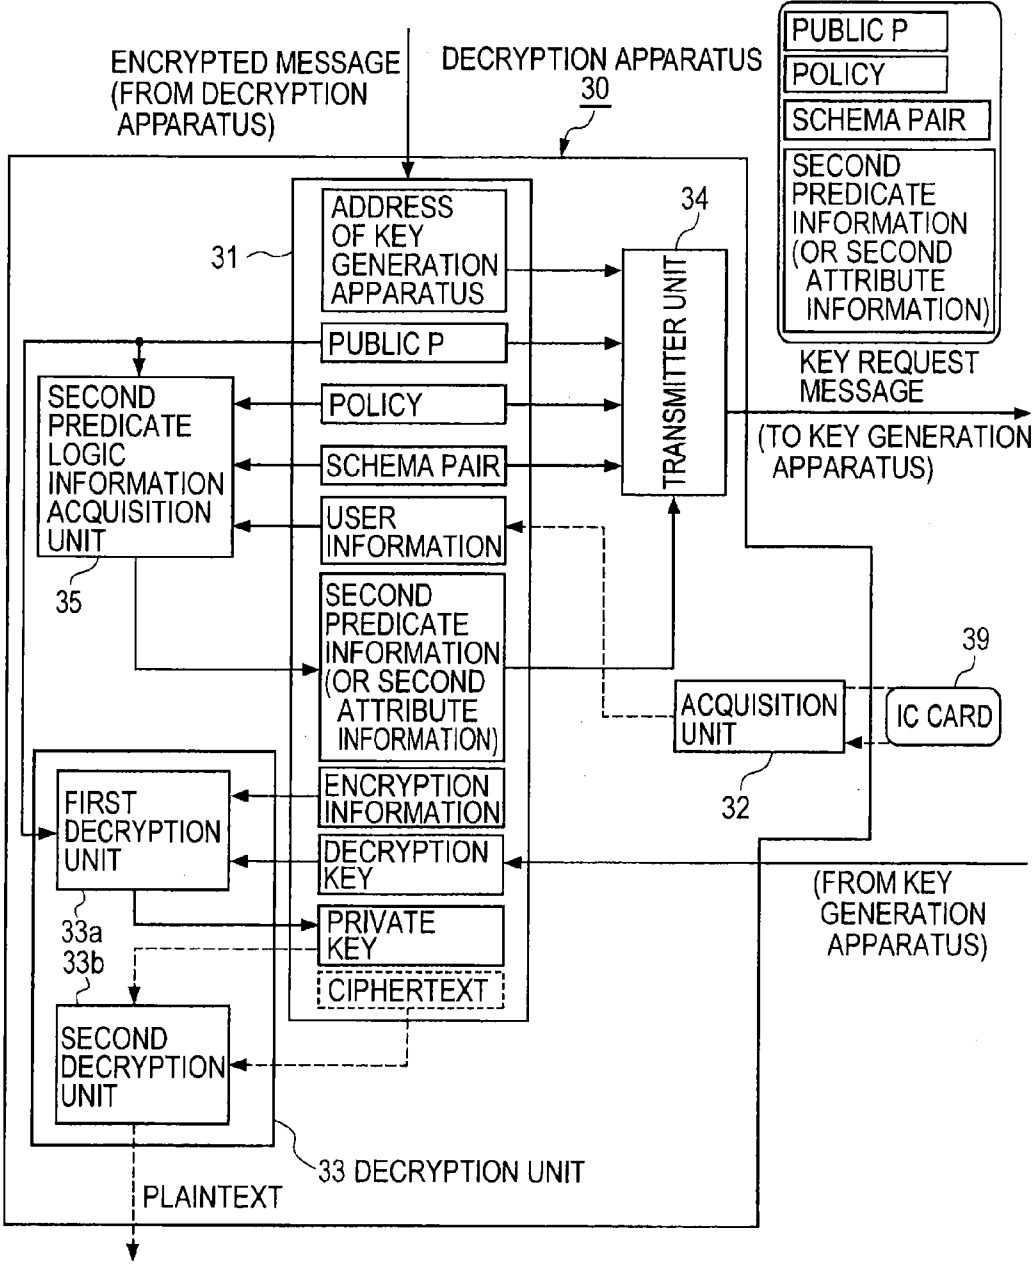 ENCRYPTED MESSAGE
(FROM DECRYPTION
APPARATUS)
DECRYPTION APPARATUS
30
PUBLIC P
POLICY
SCHEMA PAIR
SECOND
PREDICATE
INFORMATION
(OR SECOND
ATTRIBUTE
INFORMATION)
KEY REQUEST
MESSAGE
(TO KEY GENERATION
APPARATUS)
31
ADDRESS
OF KEY
GENERATION
APPARATUS
PUBLIC P
POLICY
SCHEMA PAIR
USER
INFORMATION
SECOND
PREDICATE
INFORMATION
(OR SECOND
ATTRIBUTE
INFORMATION)
ENCRYPTION
INFORMATION
DECRYPTION
KEY
PRIVATE
KEY
CIPHERTEXT
34
TRANSMITTER UNIT
SECOND
PREDICATE
LOGIC
INFORMATION
ACQUISITION
UNIT
35
39
IC CARD
ACQUISITION
UNIT
32
FIRST
DECRYPTION
UNIT
33a
33b
SECOND
DECRYPTION
UNIT
(FROM KEY
GENERATION
APPARATUS)
33 DECRYPTION UNIT
PLAINTEXT